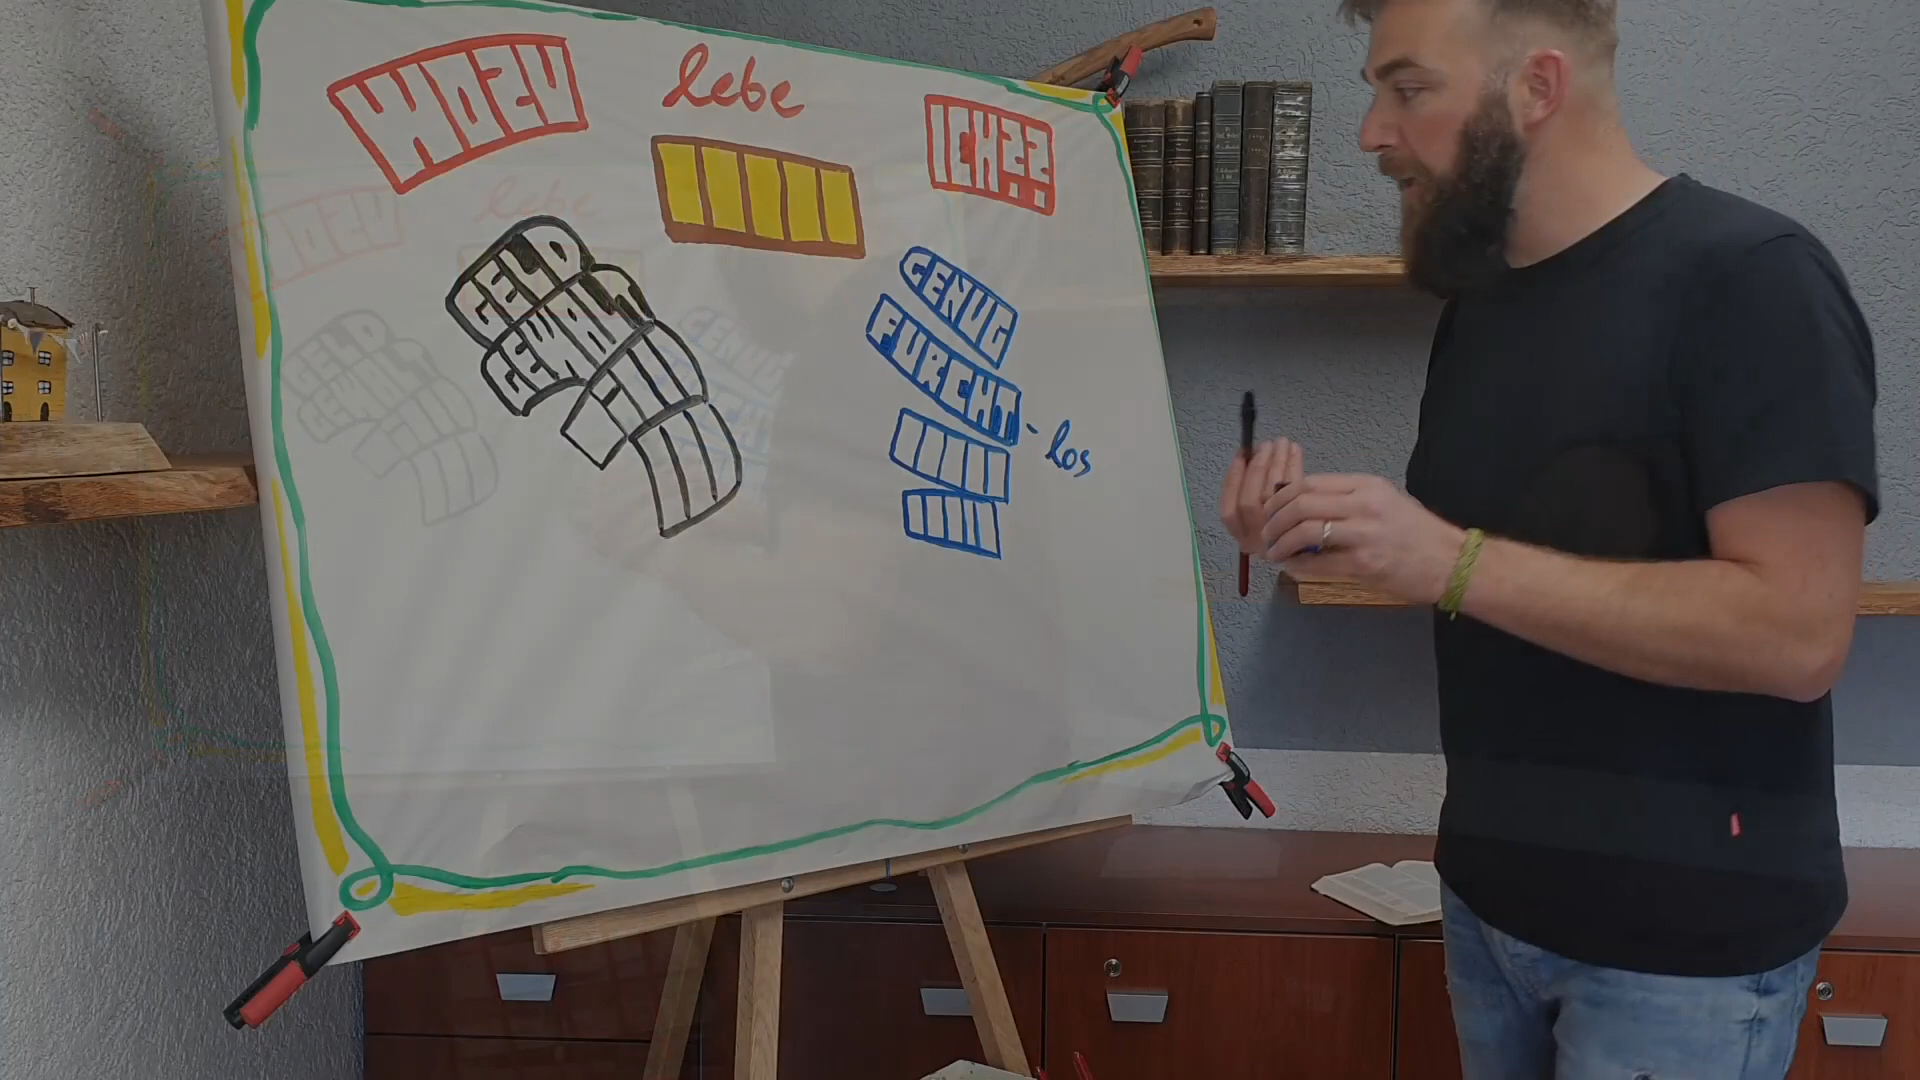 WOZU lebe ICH??
GELD
GEWALT
GENUG
FURCHT - los